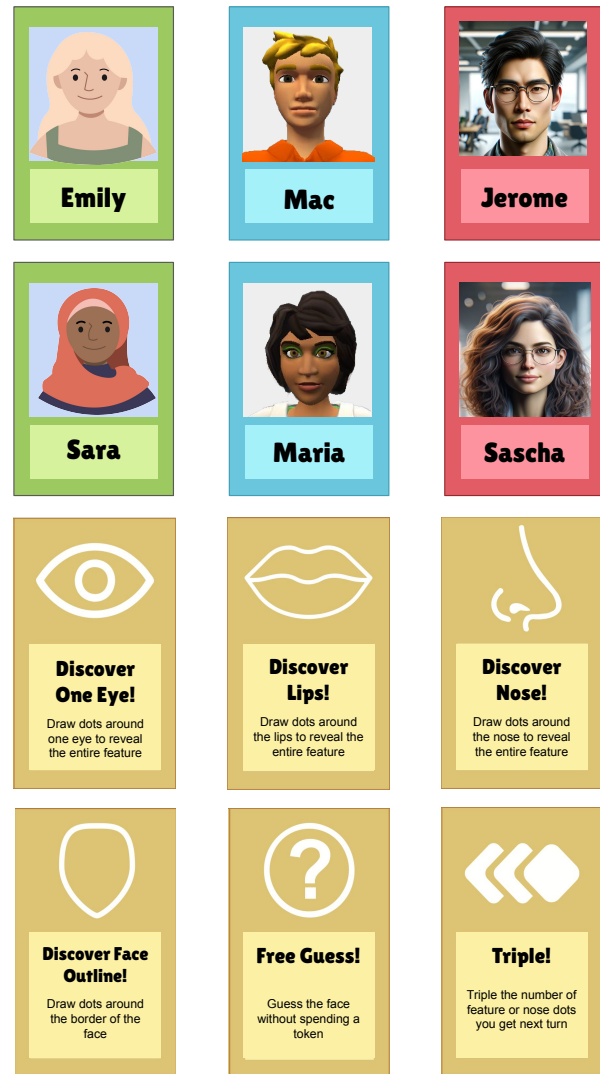 Emily
Mac
Jerome
Sara
Maria
Sascha
Discover
One Eye!
Draw dots around
one eye to reveal
the entire feature
Discover
Lips!
Draw dots around
the lips to reveal the
entire feature
Discover
Nose!
Draw dots around
the nose to reveal
the entire feature
Discover Face
Outline!
Draw dots around
the border of the
face
?
Free Guess!
Guess the face
without spending a
token
Triple!
Triple the number of
feature or nose dots
you get next turn